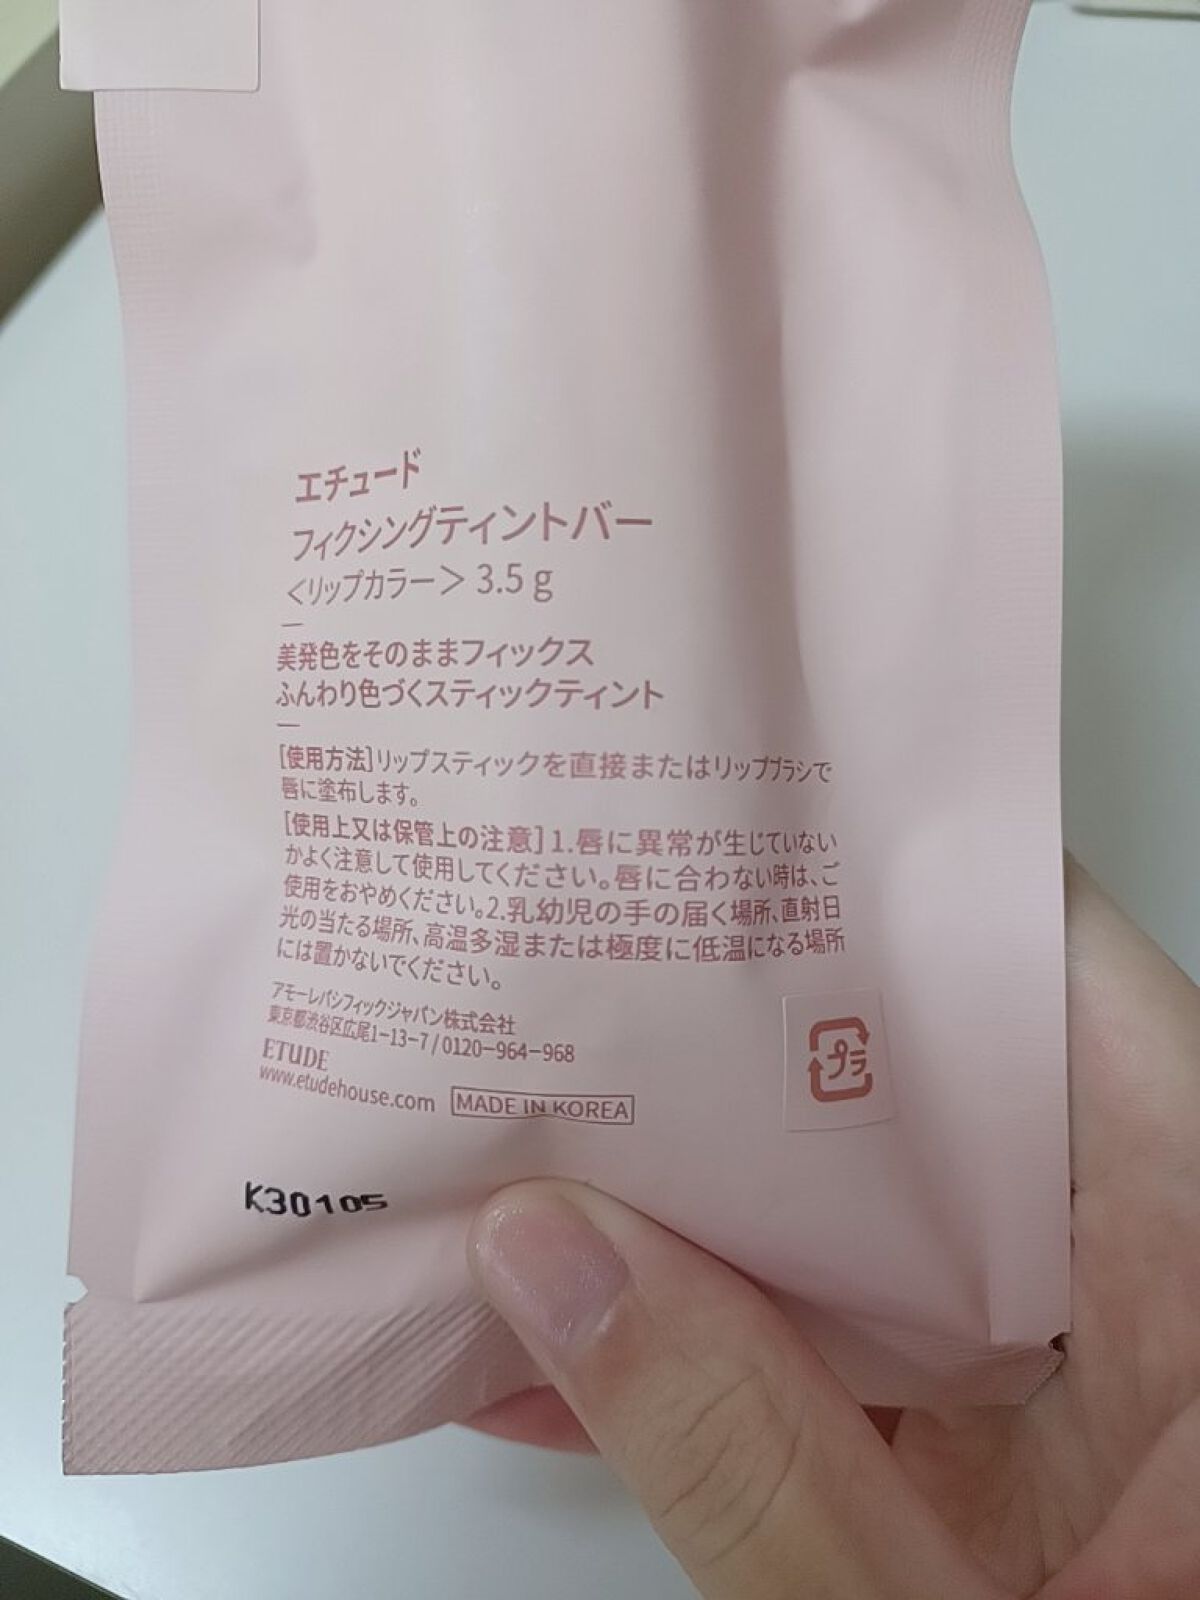 エチュード
フィクシングティントバー
＜リップカラー＞ 3.5 g
美発色をそのままフィックス
ふんわり色づくスティックティント
[使用方法]リップスティックを直接またはリップブラシで
唇に塗布します。
[使用上又は保管上の注意] 1.唇に異常が生じていない
かよく注意して使用してください。唇に合わない時は、ご
使用をおやめください。2.乳幼児の手の届く場所、直射日
光の当たる場所、高温多湿または極度に低温になる場所
には置かないでください。
アモーレパシフィックジャパン株式会社
東京都渋谷区広尾1-13-7 / 0120-964-968
ETUDE
www.etudehouse.com MADE IN KOREA
プラ
K30105